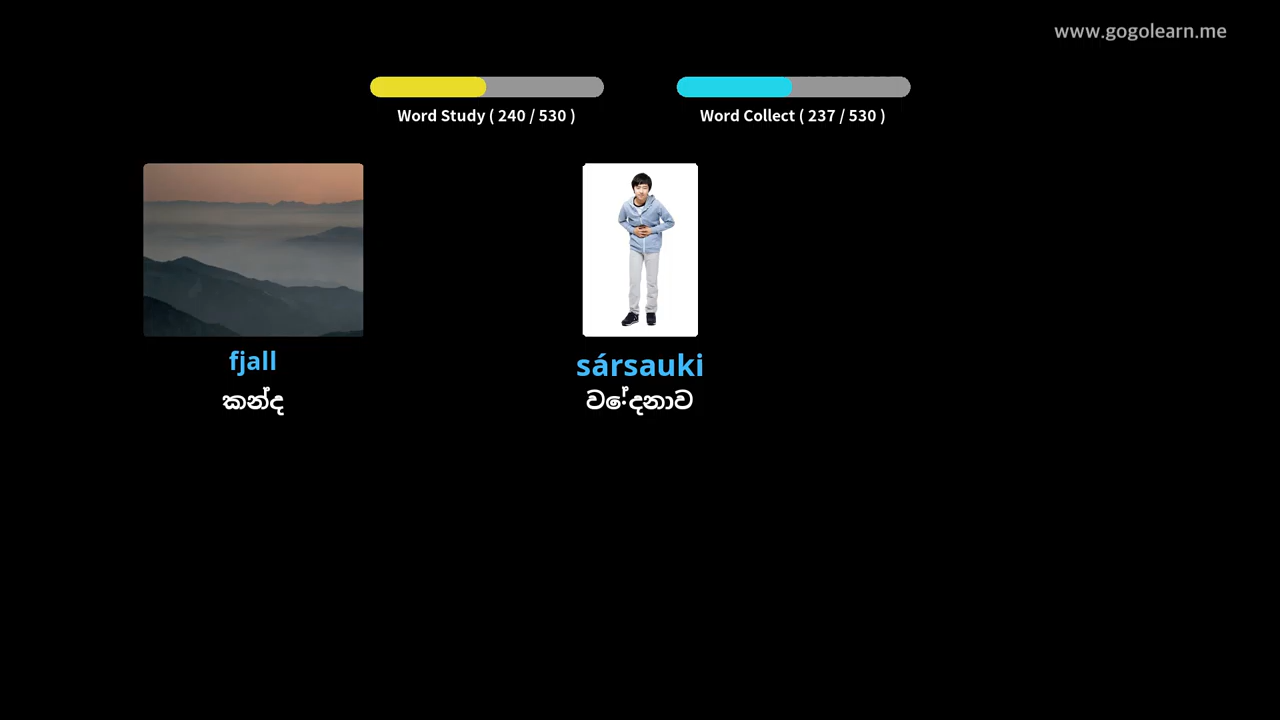 www.gogolearn.me
Word Study ( 240 / 530 )
Word Collect ( 237 / 530 )
fjall
කන්ද
sársauki
වේදනාව